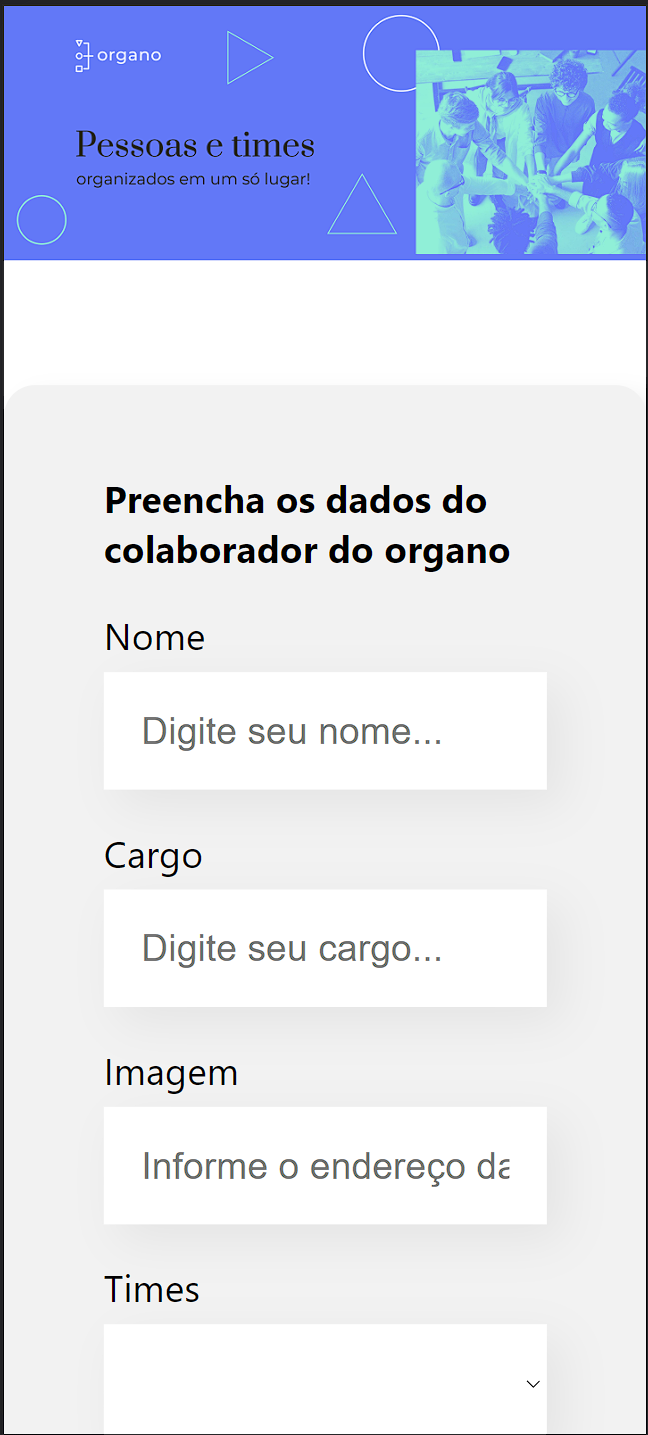 organo
Pessoas e times
organizados em um só lugar!
Preencha os dados do
colaborador do organo
Nome
Digite seu nome...
Cargo
Digite seu cargo...
Imagem
Informe o endereço da
Times